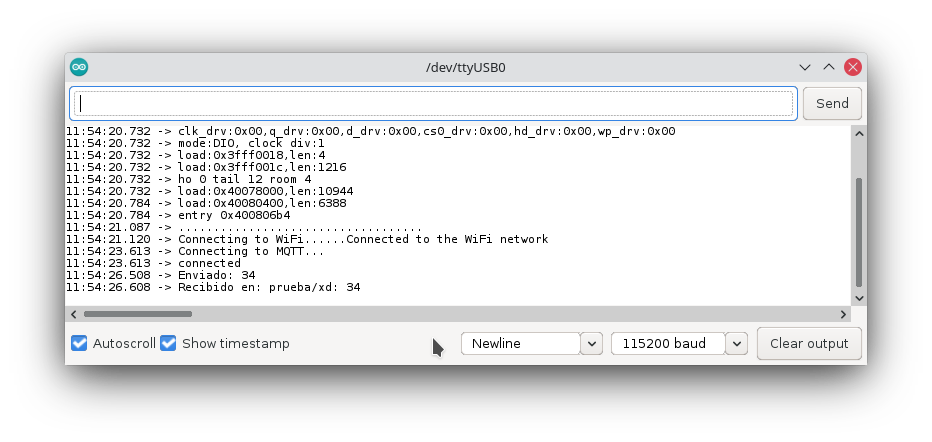 /dev/ttyUSB0
Send
11:54:20.732 -> clk_drv:0x00,q_drv:0x00,d_drv:0x00,cs0_drv:0x00,hd_drv:0x00,wp_drv:0x00
11:54:20.732 -> mode:DIO, clock div:1
11:54:20.732 -> load:0x3fff0018,len:4
11:54:20.732 -> load:0x3fff001c,len:1216
11:54:20.732 -> ho 0 tail 12 room 4
11:54:20.732 -> load:0x40078000,len:10944
11:54:20.784 -> load:0x40080400,len:6388
11:54:20.784 -> entry 0x400806b4
11:54:21.087 -> ...................................
11:54:21.120 -> Connecting to WiFi......Connected to the WiFi network
11:54:23.613 -> Connecting to MQTT...
11:54:23.613 -> connected
11:54:26.508 -> Enviado: 34
11:54:26.608 -> Recibido en: prueba/xd: 34
Autoscroll Show timestamp Newline 115200 baud Clear output